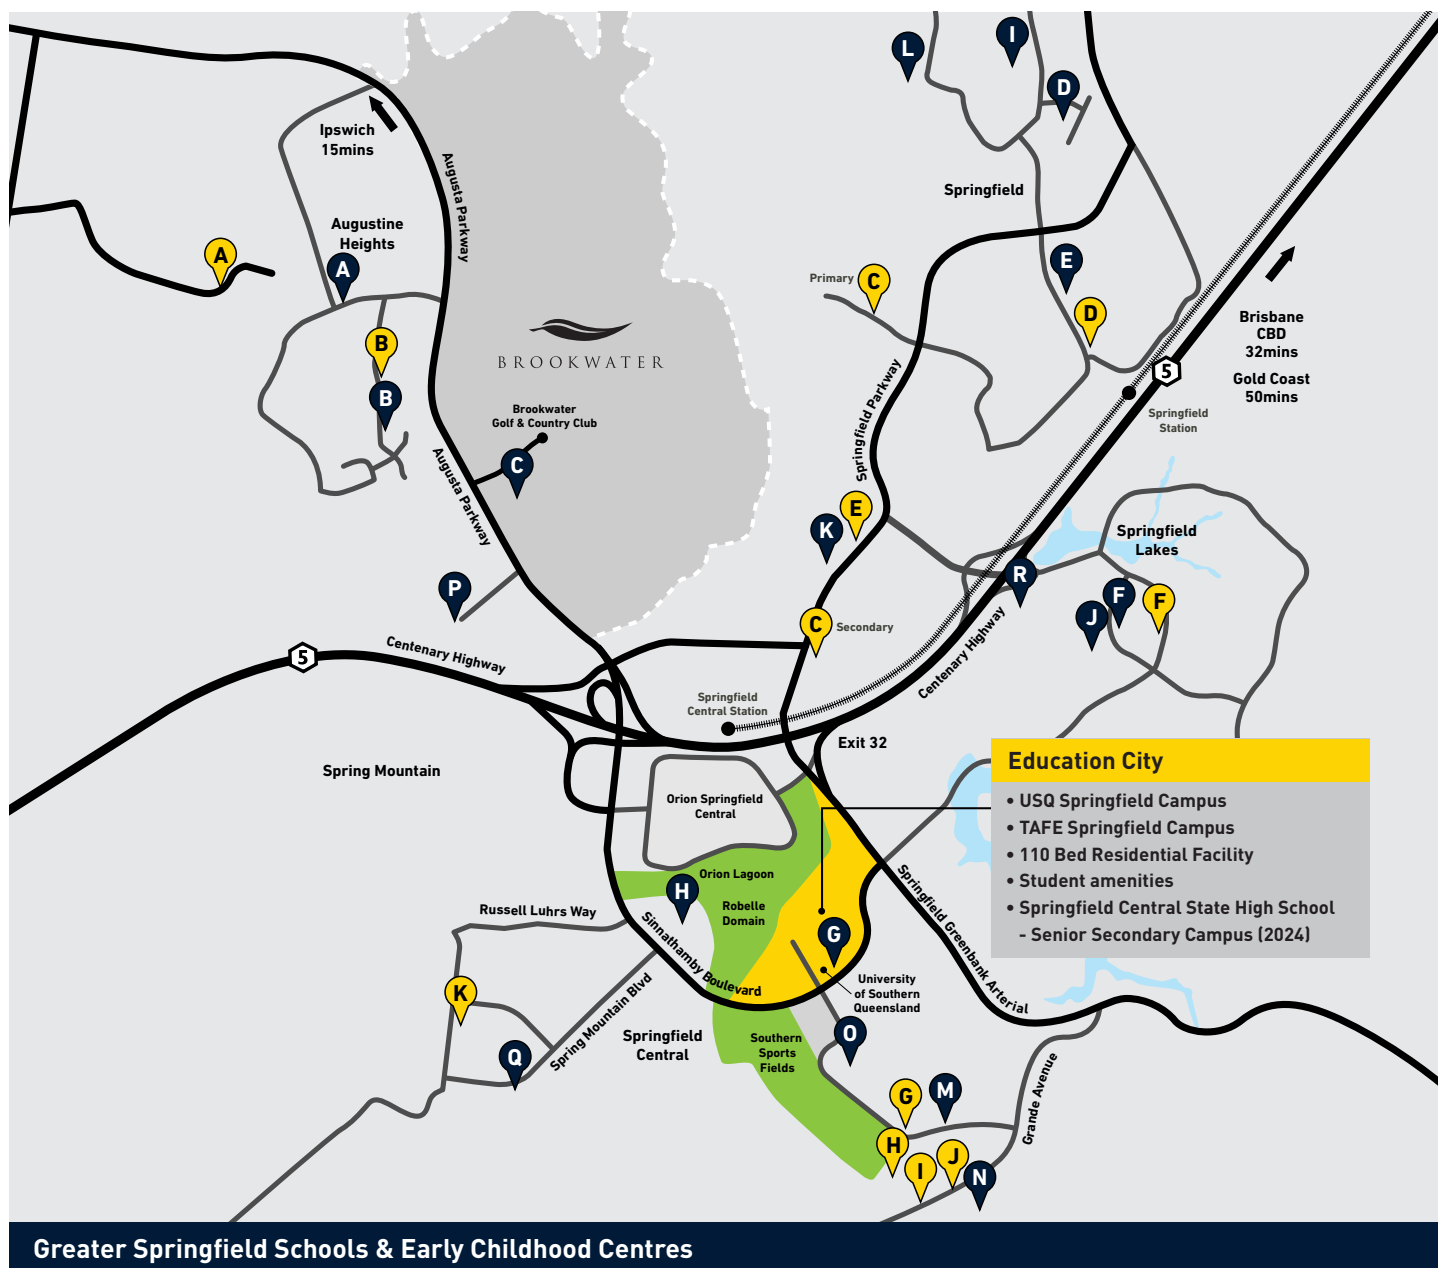 L
I
D
Ipswich
15mins
Augusta Parkway
Springfield
Augustine
Heights
A
A
E
Primary
C
D
Brisbane
CBD
32mins
Gold Coast
50mins
5
B
B
BROOKWATER
Brookwater
Golf & Country Club
C
Springfield Parkway
Springfield
Station
Augusta Parkway
E
K
Springfield
Lakes
R
P
F
F
J
C
Secondary
Centenary Highway
5
Centenary Highway
Springfield
Central Station
Exit 32
Spring Mountain
Education City
• USQ Springfield Campus
• TAFE Springfield Campus
• 110 Bed Residential Facility
• Student amenities
• Springfield Central State High School
- Senior Secondary Campus (2024)
Orion Springfield
Central
Orion Lagoon
H
Robelle
Domain
Springfield Greenbank Arterial
Russell Luhrs Way
Sinnathamby Boulevard
G
University
of Southern
Queensland
K
Spring Mountain Blvd
Springfield
Central
Southern
Sports
Fields
O
Q
Grande Avenue
G
M
H
I
J
N
Greater Springfield Schools & Early Childhood Centres